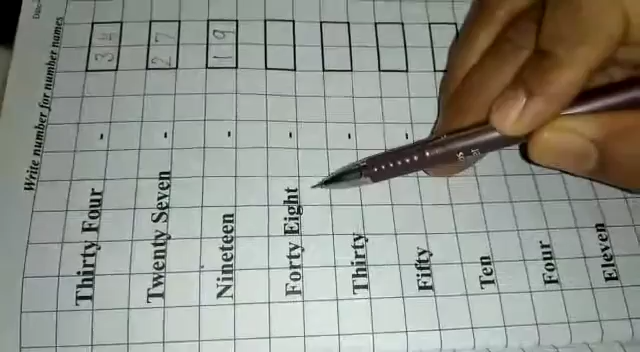 Write number for number names
Thirty Four - 34
Twenty Seven - 27
Nineteen - 19
Forty Eight -
Thirty -
Fifty -
Ten
Four
Eleven